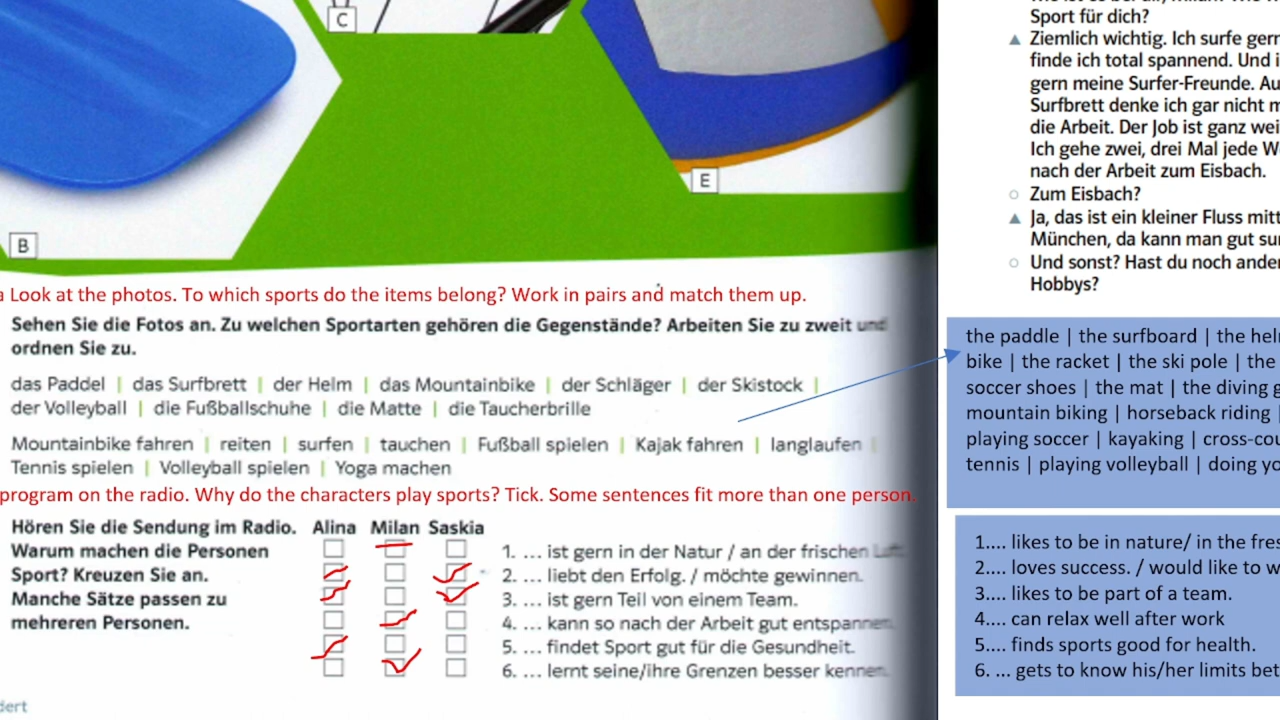 C
E
B
Sport für dich?
▲ Ziemlich wichtig. Ich surfe gern
finde ich total spannend. Und i
gern meine Surfer-Freunde. Au
Surfbrett denke ich gar nicht m
die Arbeit. Der Job ist ganz wei
Ich gehe zwei, drei Mal jede W
nach der Arbeit zum Eisbach.
○ Zum Eisbach?
▲ Ja, das ist ein kleiner Fluss mitt
München, da kann man gut su
○ Und sonst? Hast du noch ander
Hobbys?
a Look at the photos. To which sports do the items belong? Work in pairs and match them up.
Sehen Sie die Fotos an. Zu welchen Sportarten gehören die Gegenstände? Arbeiten Sie zu zweit und
ordnen Sie zu.
das Paddel | das Surfbrett | der Helm | das Mountainbike | der Schläger | der Skistock |
der Volleyball | die Fußballschuhe | die Matte | die Taucherbrille
Mountainbike fahren | reiten | surfen | tauchen | Fußball spielen | Kajak fahren | langlaufen |
Tennis spielen | Volleyball spielen | Yoga machen
program on the radio. Why do the characters play sports? Tick. Some sentences fit more than one person.
Hören Sie die Sendung im Radio. Alina Milan Saskia
Warum machen die Personen 1. ... ist gern in der Natur / an der frischen Luft.
Sport? Kreuzen Sie an. 2. ... liebt den Erfolg. / möchte gewinnen.
Manche Sätze passen zu 3. ... ist gern Teil von einem Team.
mehreren Personen. 4. ... kann so nach der Arbeit gut entspannen.
5. ... findet Sport gut für die Gesundheit.
6. ... lernt seine/ihre Grenzen besser kennen.
dert
the paddle | the surfboard | the heln
bike | the racket | the ski pole | the
soccer shoes | the mat | the diving g
mountain biking | horseback riding |
playing soccer | kayaking | cross-cou
tennis | playing volleyball | doing yo
1.... likes to be in nature/ in the fres
2.... loves success. / would like to w
3.... likes to be part of a team.
4.... can relax well after work
5.... finds sports good for health.
6. ... gets to know his/her limits bet